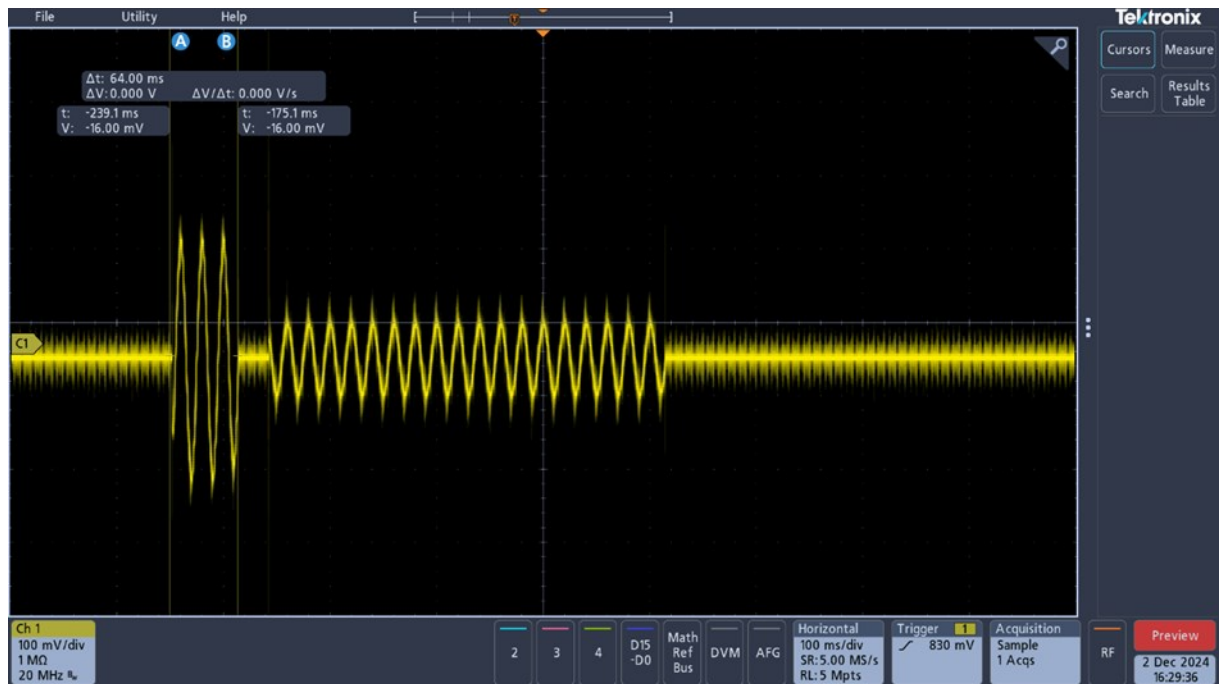 File Utility Help
Tektronix
A B
Cursors Measure
Search Results
Table
Δt: 64.00 ms
ΔV:0.000 V ΔV/Δt: 0.000 V/s
t: -239.1 ms
V: -16.00 mV
t: -175.1 ms
V: -16.00 mV
C1
Ch 1
100 mV/div
1 MΩ
20 MHz
2
3
4
D15
-D0
Math
Ref
Bus
DVM
AFG
Horizontal
100 ms/div
SR:5.00 MS/s
RL:5 Mpts
Trigger 1
830 mV
Acquisition
Sample
1 Acqs
RF
Preview
2 Dec 2024
16:29:36